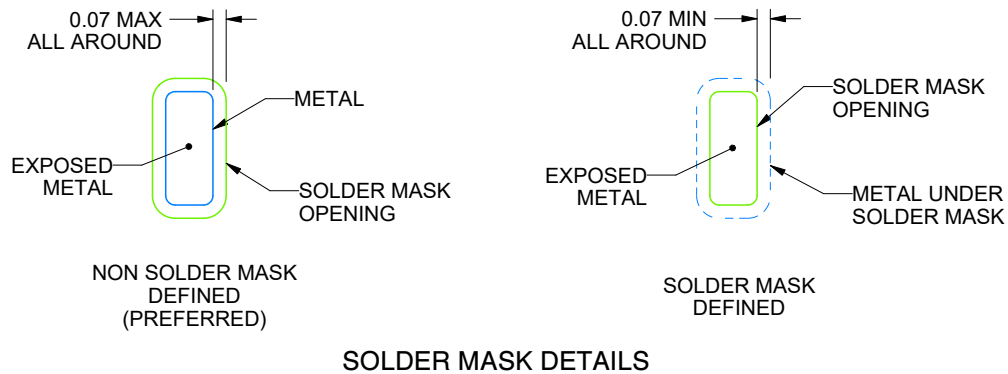 0.07 MAX
ALL AROUND
METAL
EXPOSED
METAL
SOLDER MASK
OPENING
NON SOLDER MASK
DEFINED
(PREFERRED)
0.07 MIN
ALL AROUND
SOLDER MASK
OPENING
EXPOSED
METAL
METAL UNDER
SOLDER MASK
SOLDER MASK
DEFINED
SOLDER MASK DETAILS